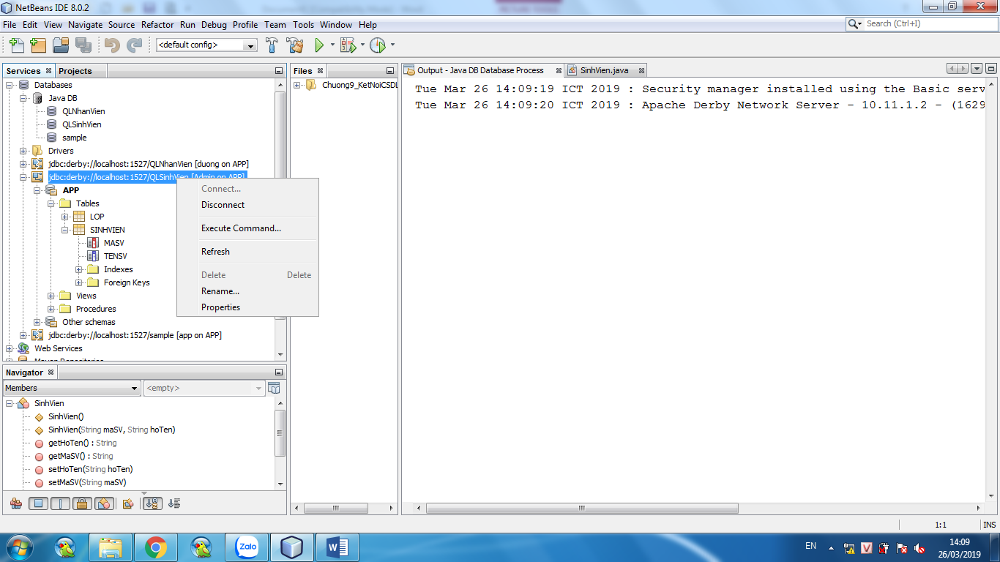 NetBeans IDE 8.0.2
File Edit View Navigate Source Refactor Run Debug Profile Team Tools Window Help
Search (Ctrl+I)
<default config>
Services Projects
Databases
Java DB
QLNhanVien
QLSinhVien
sample
Drivers
jdbc:derby://localhost:1527/QLNhanVien [duong on APP]
jdbc:derby://localhost:1527/QLSinhVien [Admin on APP]
APP
Tables
LOP
SINHVIEN
MASV
TENSV
Indexes
Foreign Keys
Views
Procedures
Other schemas
jdbc:derby://localhost:1527/sample [app on APP]
Web Services
Maven Repositories
Connect...
Disconnect
Execute Command...
Refresh
Delete Delete
Rename...
Properties
Files
Chuong9_KetNoiCSDL
Output - Java DB Database Process SinhVien.java
Tue Mar 26 14:09:19 ICT 2019 : Security manager installed using the Basic serv
Tue Mar 26 14:09:20 ICT 2019 : Apache Derby Network Server - 10.11.1.2 - (1629
Navigator
Members <empty>
SinhVien
SinhVien()
SinhVien(String maSV, String hoTen)
getHoTen() : String
getMaSV() : String
setHoTen(String hoTen)
setMaSV(String maSV)
1:1 INS
Zalo
EN
14:09
26/03/2019